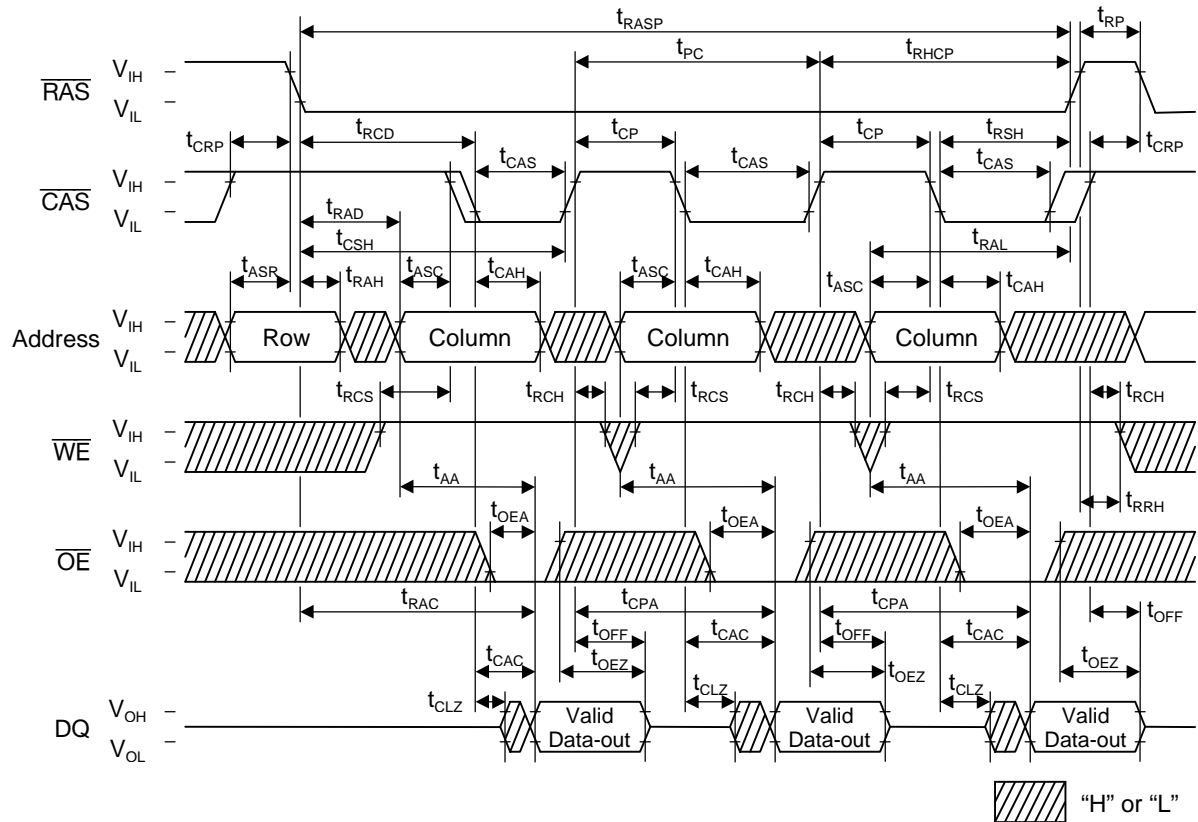 tRASP tRP
tPC tRHCP
RAS VIH
VIL
tCRP tRCD tCP tCP tRSH tCRP
tCAS tCAS tCAS
CAS VIH
VIL
tRAD
tCSH tRAL
tASR tRAH tASC tCAH tASC tCAH tASC tCAH
Address VIH
VIL
Row Column Column Column
tRCS tRCH tRCS tRCH tRCS tRCH
WE VIH
VIL
tAA tAA tAA tRRH
tOEA tOEA tOEA
OE VIH
VIL
tRAC tCPA tCPA tOFF
tCAC tOFF tCAC tOFF tCAC
tOEZ tOEZ tOEZ
tCLZ tCLZ tCLZ
DQ VOH
VOL
Valid Data-out
Valid Data-out
Valid Data-out
“H” or “L”